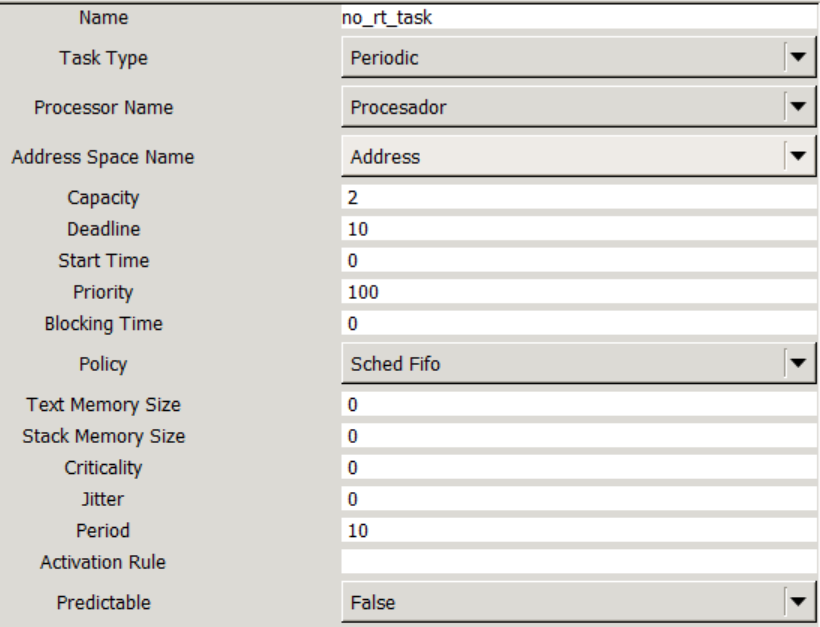 Name no_rt_task
Task Type Periodic
Processor Name Procesador
Address Space Name Address
Capacity 2
Deadline 10
Start Time 0
Priority 100
Blocking Time 0
Policy Sched Fifo
Text Memory Size 0
Stack Memory Size 0
Criticality 0
Jitter 0
Period 10
Activation Rule
Predictable False